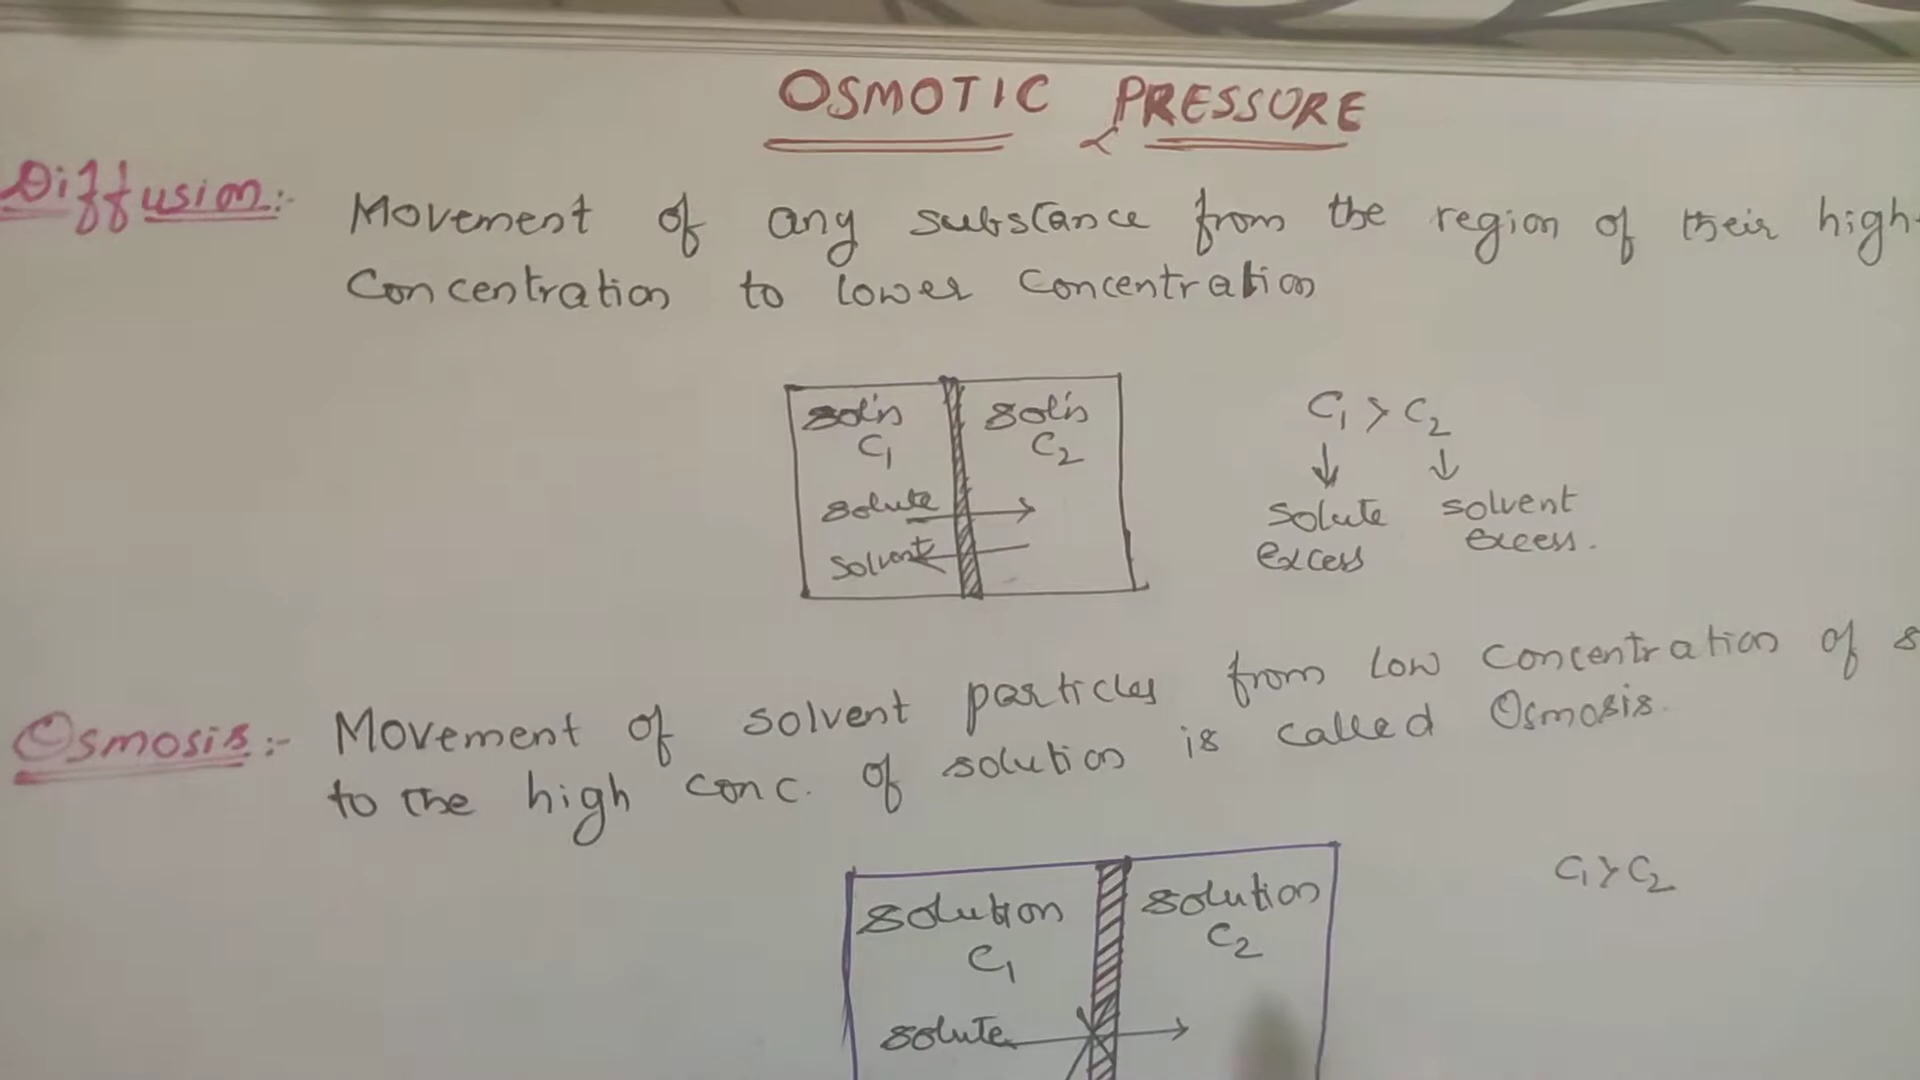 OSMOTIC PRESSURE
Diffusion:- Movement of any substance from the region of their high-
Concentration to lower concentration
soln soln
C1 C2
solute
solvent
C1 > C2
↓ ↓
solute solvent
excess excess.
Osmosis:- Movement of solvent particles from low concentration of s
to the high conc. of solution is called Osmosis.
solution solution
C1 C2
solute
C1 > C2